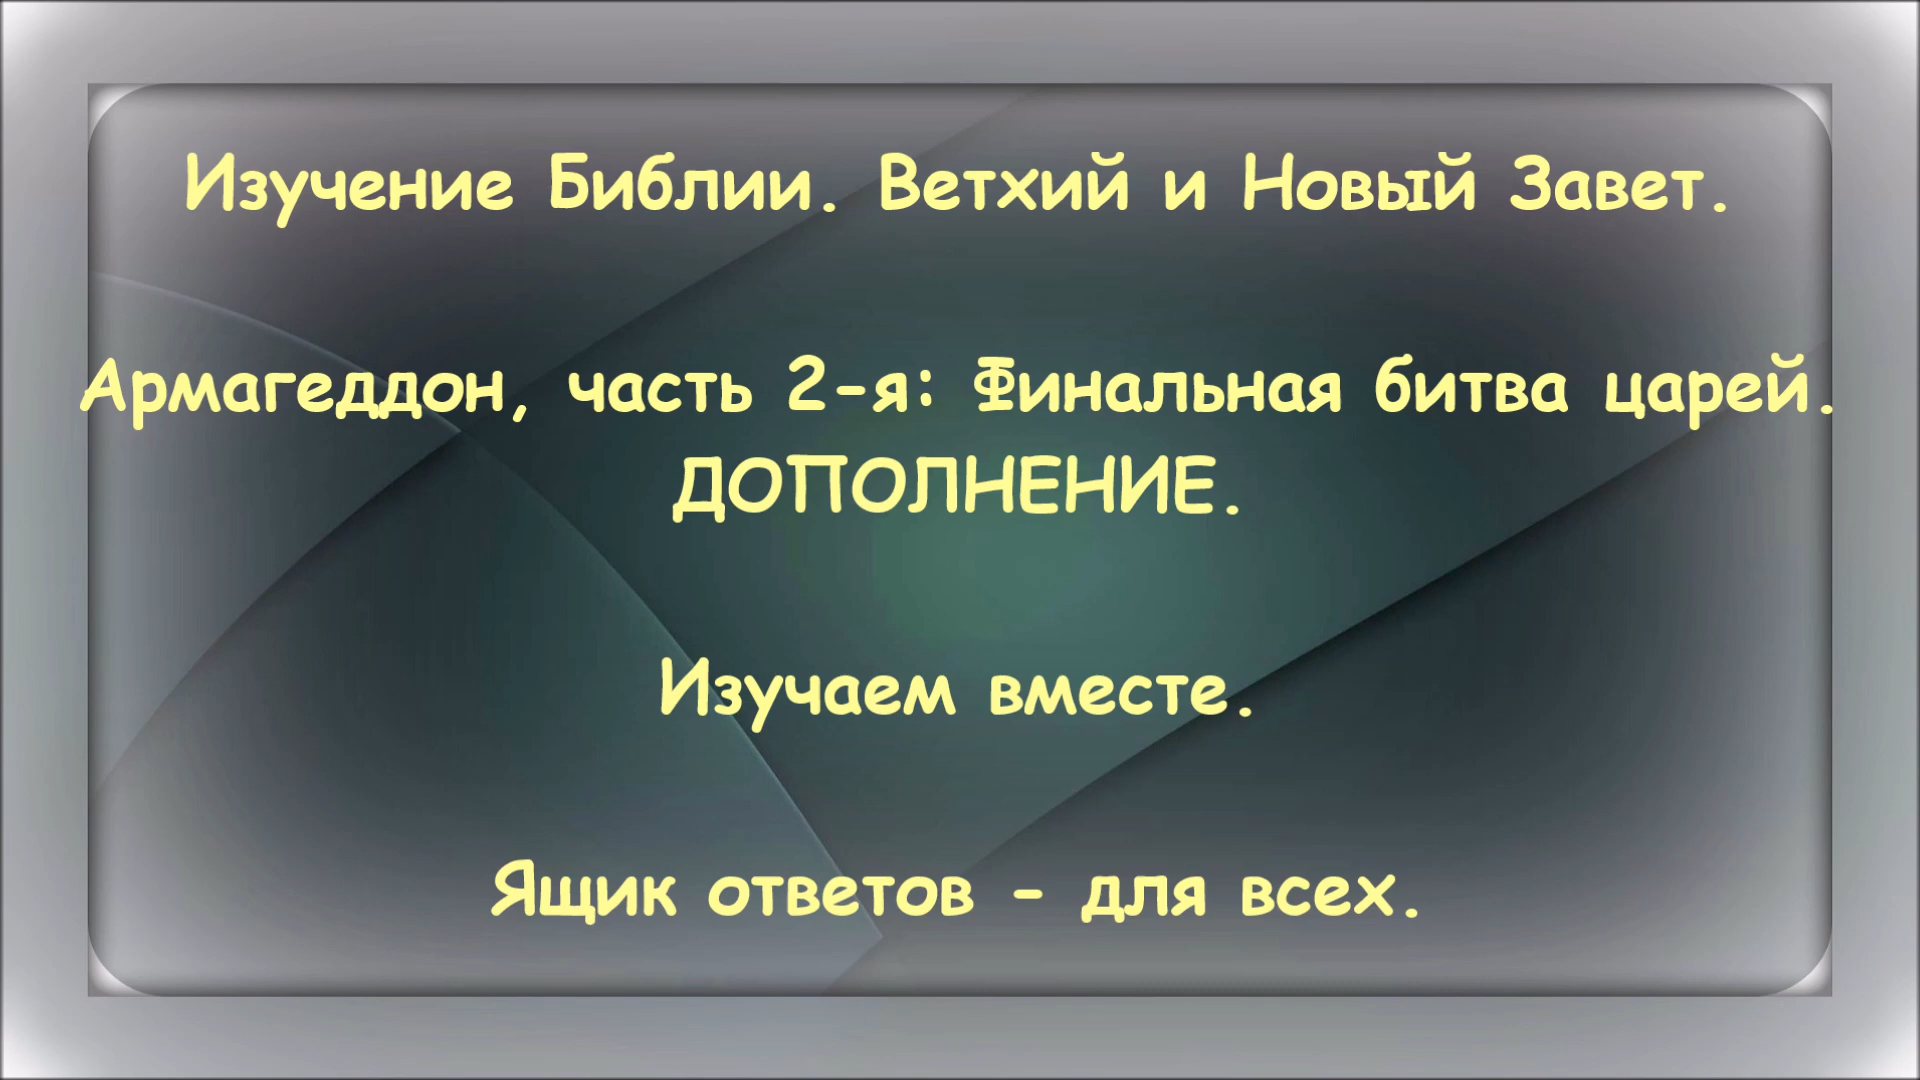 Изучение Библии. Ветхий и Новый Завет.
Армагеддон, часть 2-я: Финальная битва царей.
ДОПОЛНЕНИЕ.
Изучаем вместе.
Ящик ответов - для всех.